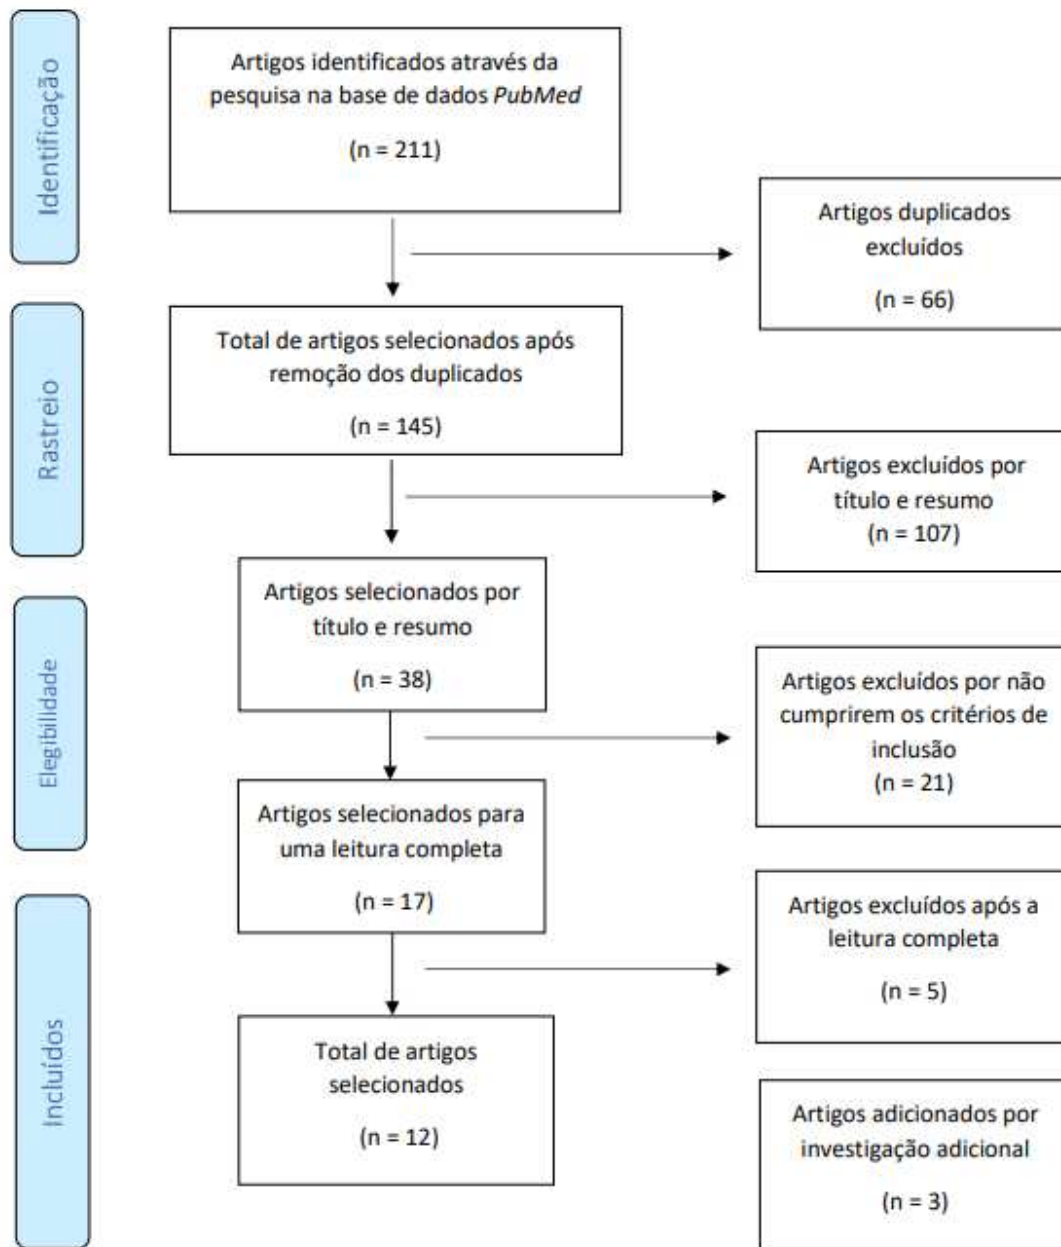 Identificação
Artigos identificados através da
pesquisa na base de dados PubMed
(n = 211)
Artigos duplicados
excluídos
(n = 66)
Rastreio
Total de artigos selecionados após
remoção dos duplicados
(n = 145)
Artigos excluídos por
título e resumo
(n = 107)
Elegibilidade
Artigos selecionados por
título e resumo
(n = 38)
Artigos excluídos por não
cumprirem os critérios de
inclusão
(n = 21)
Artigos selecionados para
uma leitura completa
(n = 17)
Incluídos
Artigos excluídos após a
leitura completa
(n = 5)
Total de artigos
selecionados
(n = 12)
Artigos adicionados por
investigação adicional
(n = 3)